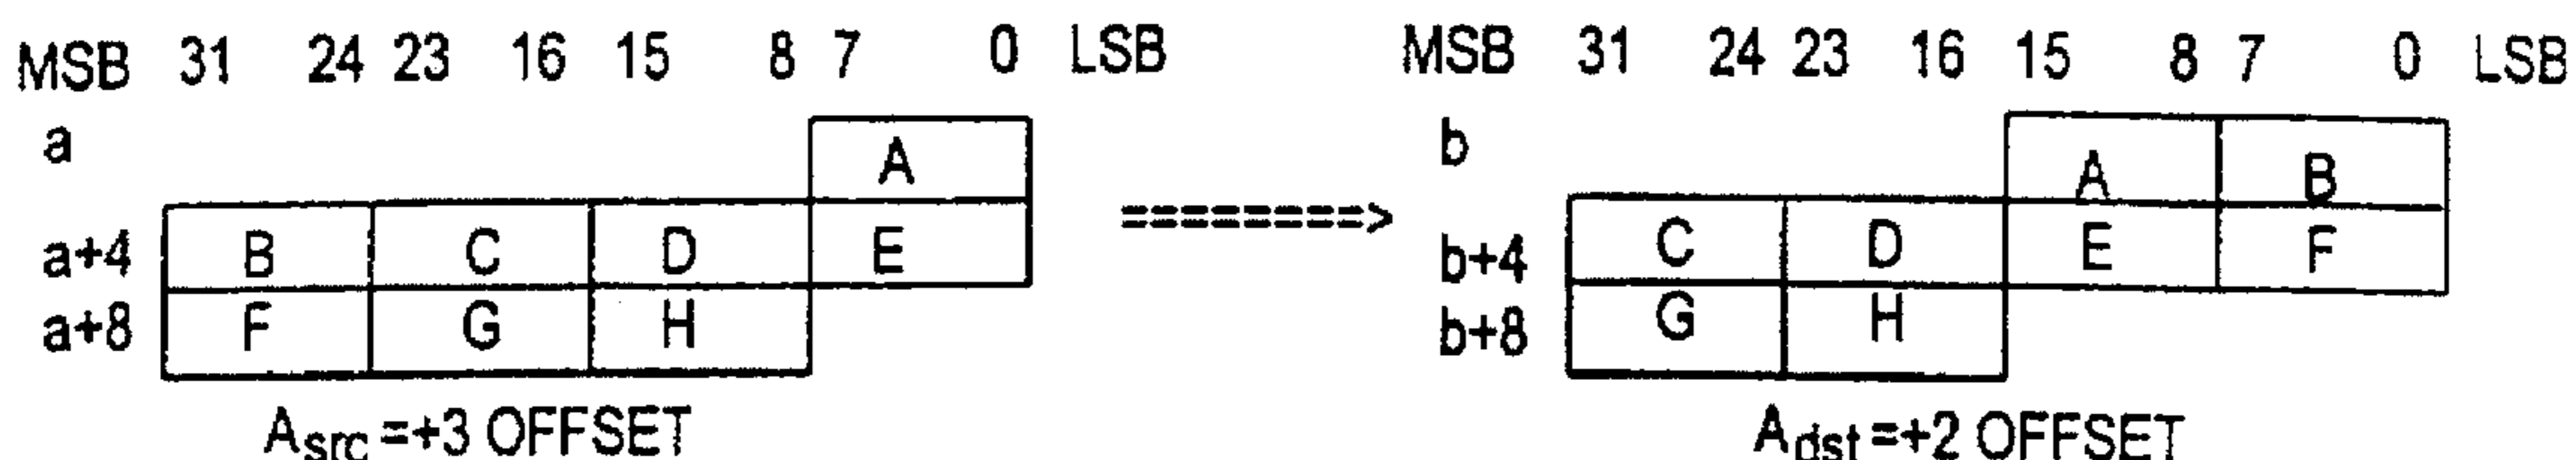 MSB 31 24 23 16 15 8 7 0 LSB MSB 31 24 23 16 15 8 7 0 LSB
a A b A B
a+4 B C D E ========> b+4 C D E F
a+8 F G H b+8 G H
Asrc =+3 OFFSET Adst =+2 OFFSET